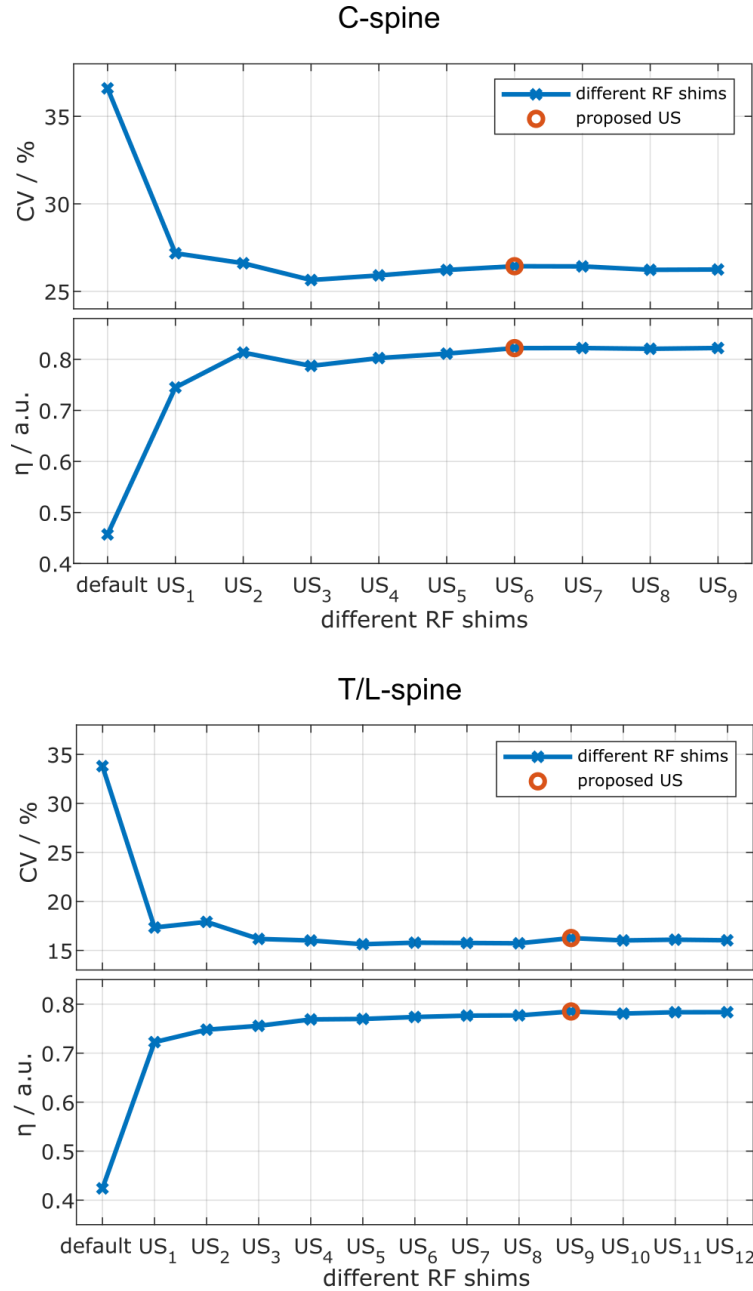 C-spine
different RF shims
proposed US
CV / %
35
30
25
η / a.u.
0.8
0.7
0.6
0.5
0.4
default US₁ US₂ US₃ US₄ US₅ US₆ US₇ US₈ US₉
different RF shims
T/L-spine
different RF shims
proposed US
CV / %
35
30
25
20
15
η / a.u.
0.8
0.7
0.6
0.5
0.4
default US₁ US₂ US₃ US₄ US₅ US₆ US₇ US₈ US₉ US₁₀ US₁₁ US₁₂
different RF shims